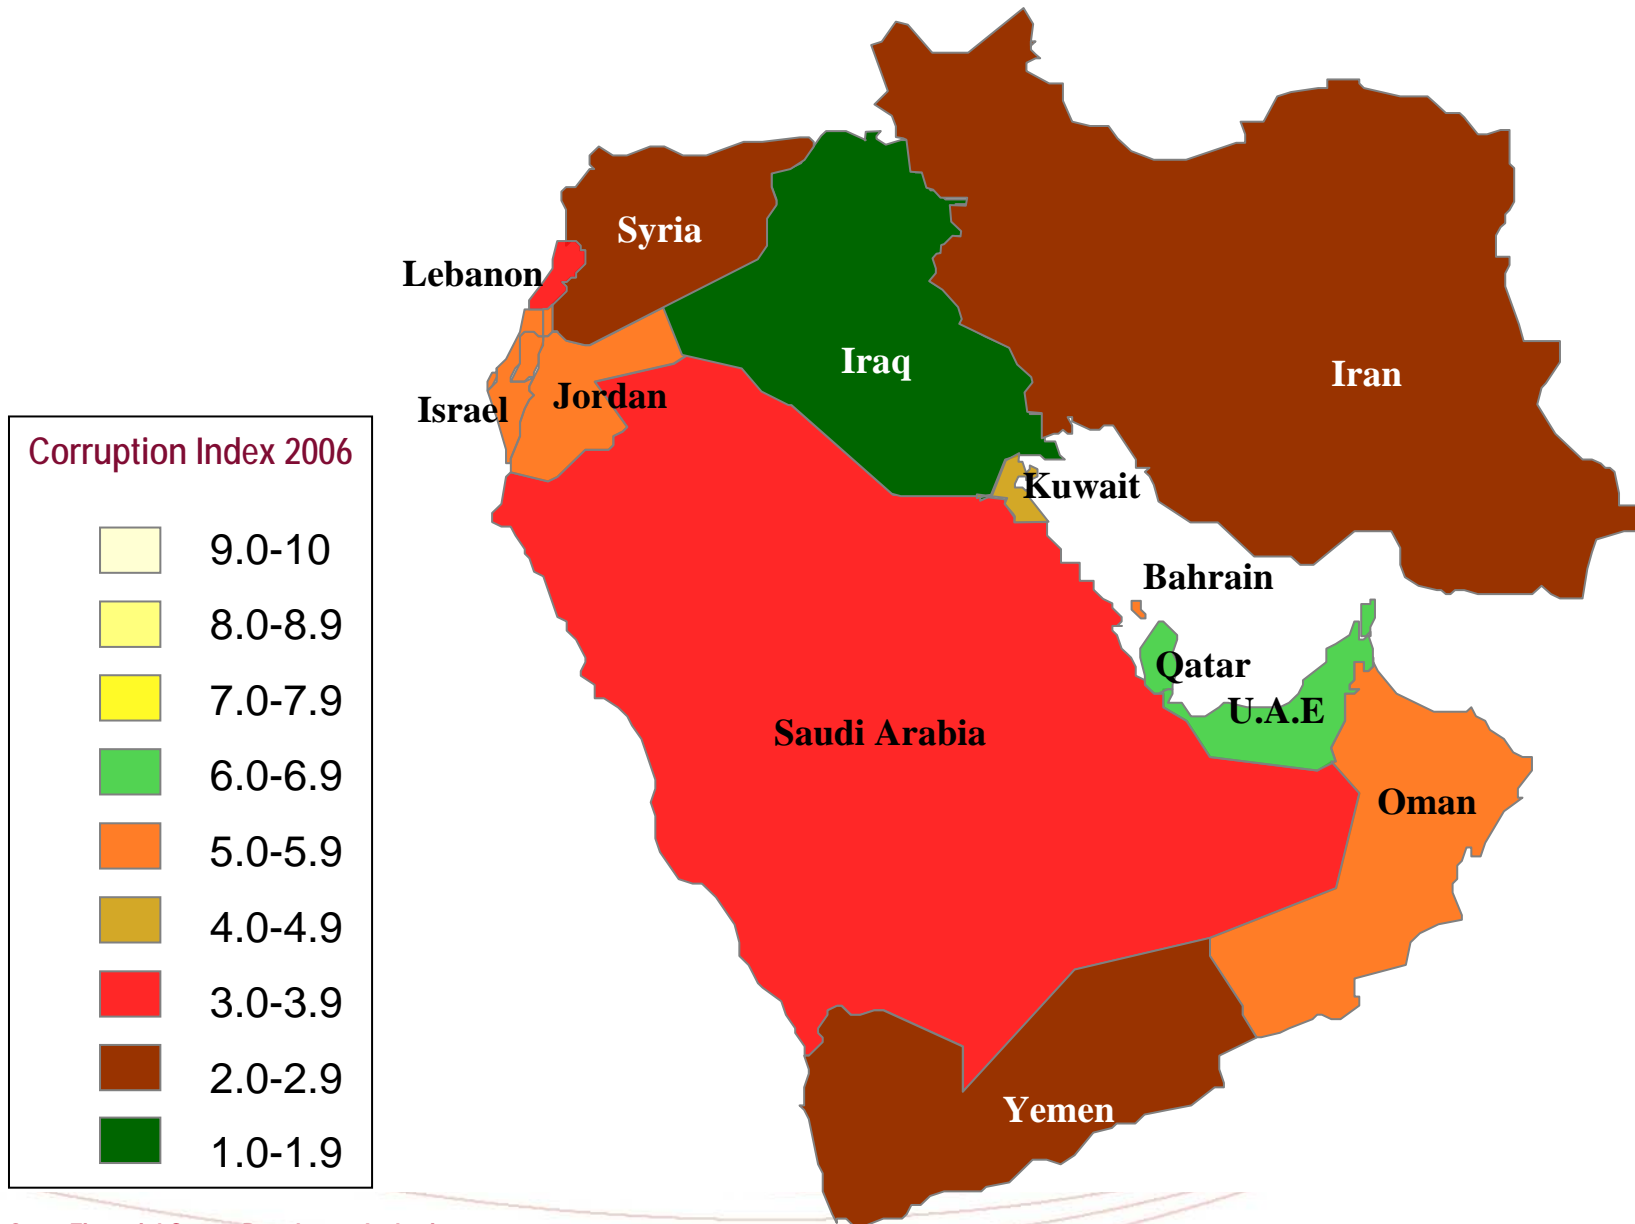 Syria
Lebanon
Iraq
Iran
Jordan
Israel
Kuwait
Bahrain
Qatar
U.A.E
Saudi Arabia
Oman
Yemen
Corruption Index 2006
9.0-10
8.0-8.9
7.0-7.9
6.0-6.9
5.0-5.9
4.0-4.9
3.0-3.9
2.0-2.9
1.0-1.9